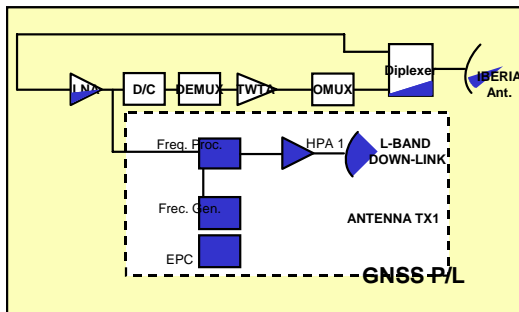 Diplexer
IBERIA
Ant.
LNA
D/C
DEMUX
TWTA
OMUX
Freq. Proc.
HPA 1
L-BAND
DOWN-LINK
Frec. Gen.
ANTENNA TX1
EPC
GNSS P/L